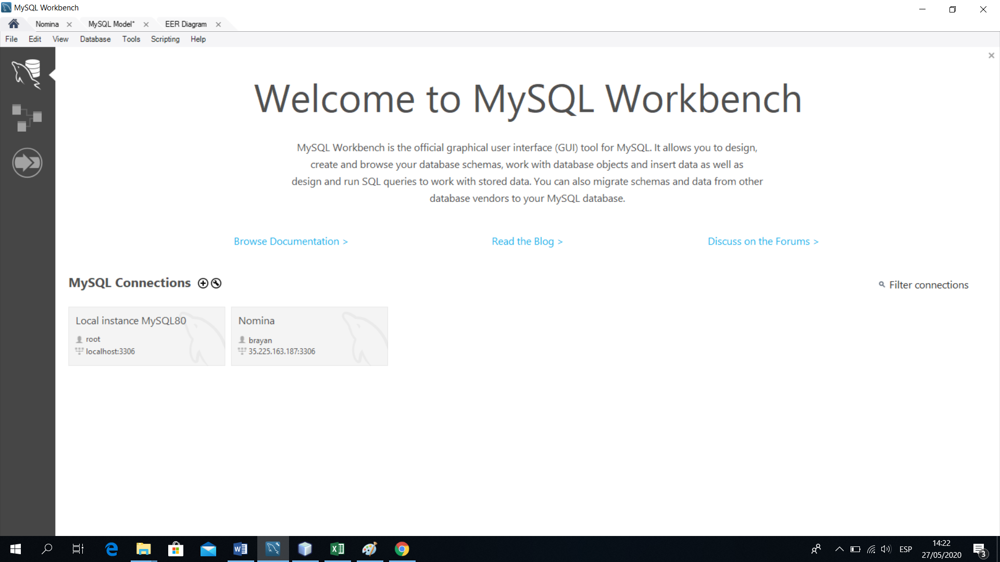 MySQL Workbench
Nomina
MySQL Model*
EER Diagram
File Edit View Database Tools Scripting Help
Welcome to MySQL Workbench
MySQL Workbench is the official graphical user interface (GUI) tool for MySQL. It allows you to design,
create and browse your database schemas, work with database objects and insert data as well as
design and run SQL queries to work with stored data. You can also migrate schemas and data from other
database vendors to your MySQL database.
Browse Documentation >
Read the Blog >
Discuss on the Forums >
MySQL Connections
Filter connections
Local instance MySQL80
root
localhost:3306
Nomina
brayan
35.225.163.187:3306
ESP
14:22
27/05/2020
3